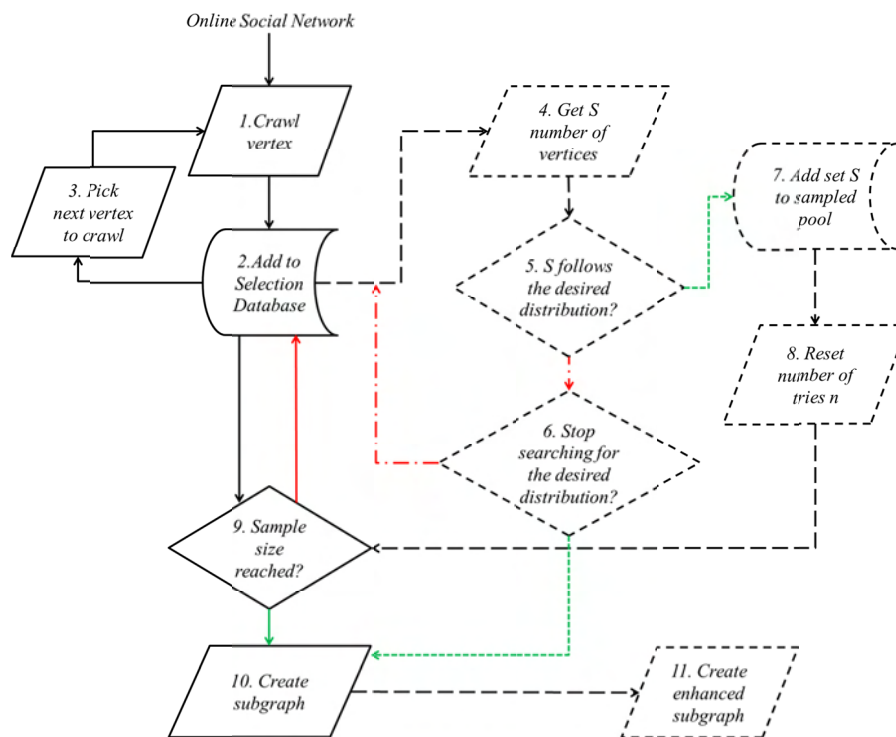 Online Social Network
1.Crawl
vertex
3. Pick
next vertex
to crawl
2.Add to
Selection
Database
4. Get S
number of
vertices
5. S follows
the desired
distribution?
7. Add set S
to sampled
pool
8. Reset
number of
tries n
6. Stop
searching for
the desired
distribution?
9. Sample
size
reached?
10. Create
subgraph
11. Create
enhanced
subgraph